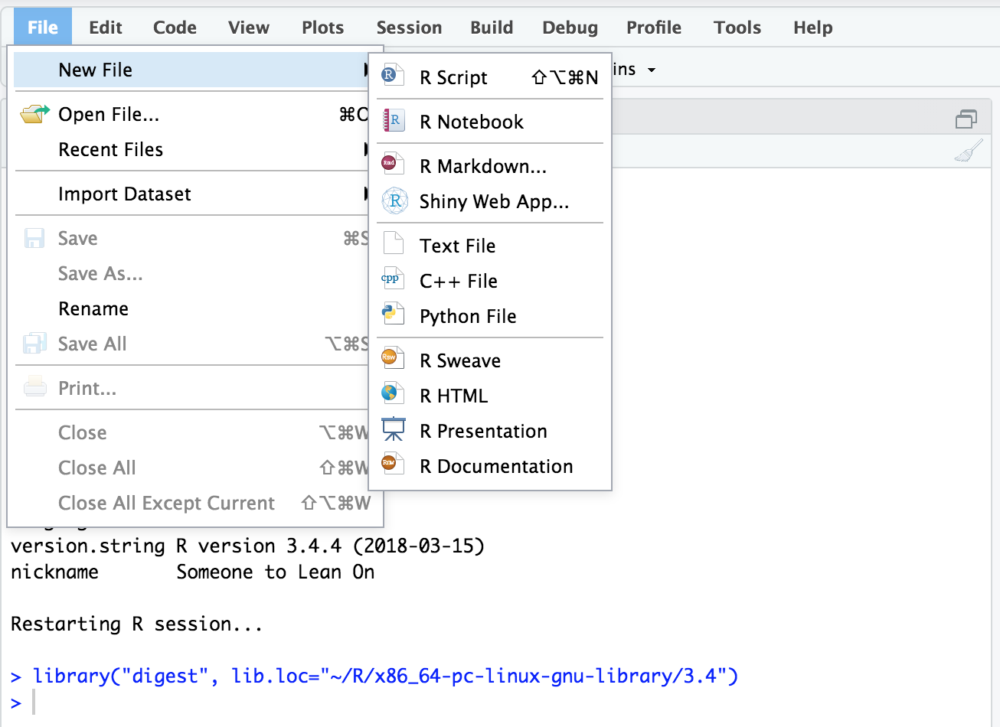 File Edit Code View Plots Session Build Debug Profile Tools Help
New File
Open File... ⌘O
Recent Files
Import Dataset
Save ⌘S
Save As...
Rename
Save All ⌥⌘S
Print...
Close ⌥⌘W
Close All ⇧⌘W
Close All Except Current ⇧⌥⌘W
R Script ⇧⌥⌘N
R Notebook
R Markdown...
Shiny Web App...
Text File
cpp C++ File
Python File
Rsw R Sweave
R HTML
R Presentation
R Documentation
ins
version.string R version 3.4.4 (2018-03-15)
nickname Someone to Lean On
Restarting R session...
> library("digest", lib.loc="~/R/x86_64-pc-linux-gnu-library/3.4")
>